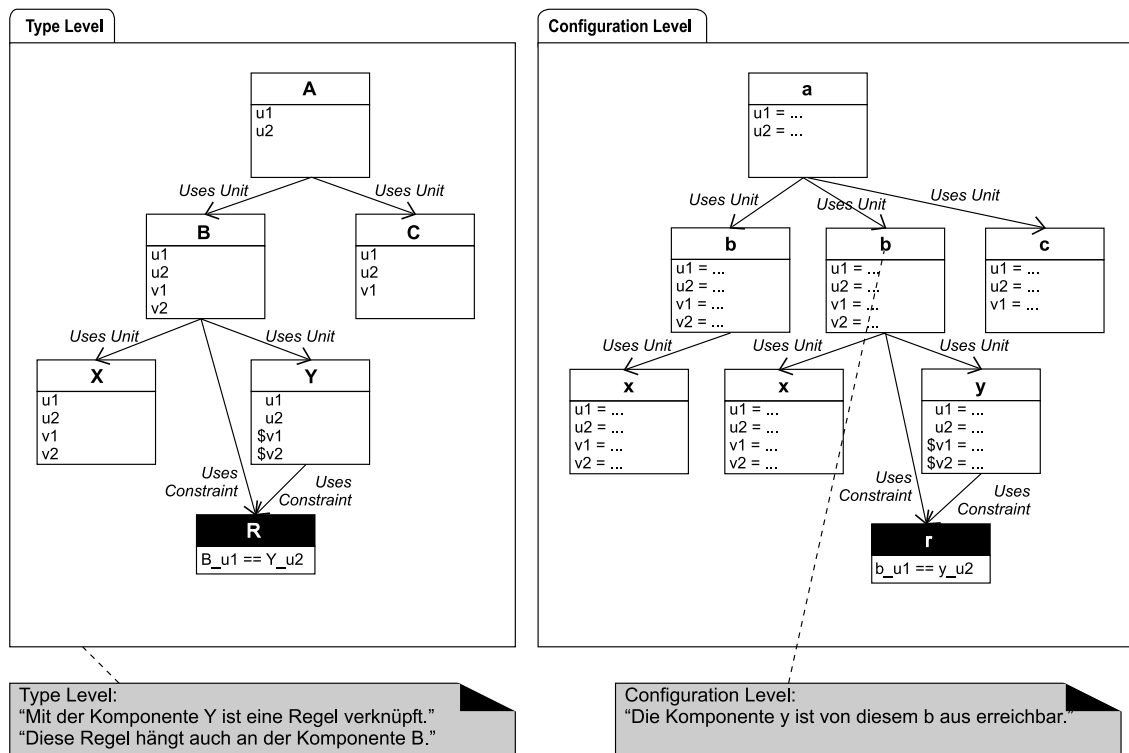 Type Level
A
u1
u2
Uses Unit
Uses Unit
B
u1
u2
v1
v2
C
u1
u2
v1
Uses Unit
Uses Unit
X
u1
u2
v1
v2
Y
u1
u2
$v1
$v2
Uses
Constraint
Uses
Constraint
R
B_u1 == Y_u2
Type Level:
“Mit der Komponente Y ist eine Regel verknüpft.”
“Diese Regel hängt auch an der Komponente B.”
Configuration Level
a
u1 = ...
u2 = ...
Uses Unit
Uses Unit
Uses Unit
b
u1 = ...
u2 = ...
v1 = ...
v2 = ...
b
u1 = ...
u2 = ...
v1 = ...
v2 = ...
c
u1 = ...
u2 = ...
v1 = ...
Uses Unit
Uses Unit
Uses Unit
x
u1 = ...
u2 = ...
v1 = ...
v2 = ...
x
u1 = ...
u2 = ...
v1 = ...
v2 = ...
y
u1 = ...
u2 = ...
$v1 = ...
$v2 = ...
Uses
Constraint
Uses
Constraint
r
b_u1 == y_u2
Configuration Level:
“Die Komponente y ist von diesem b aus erreichbar.”